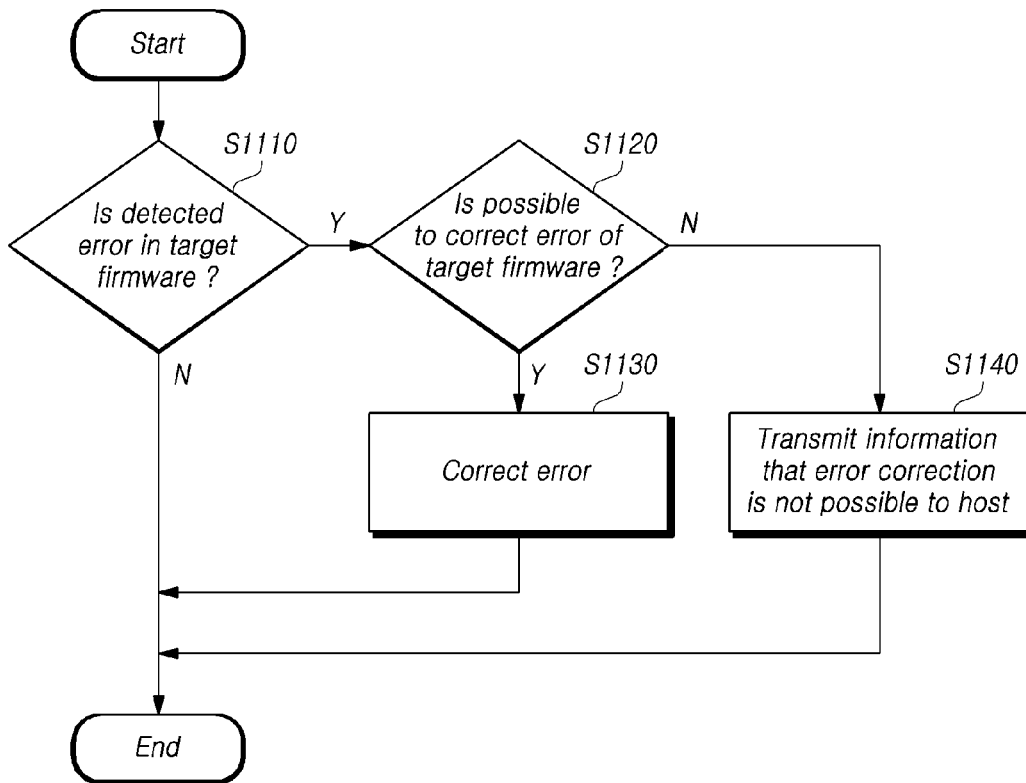 Start
S1110
Is detected
error in target
firmware ?
Y
N
S1120
Is possible
to correct error of
target firmware ?
N
Y
S1130
Correct error
S1140
Transmit information
that error correction
is not possible to host
End